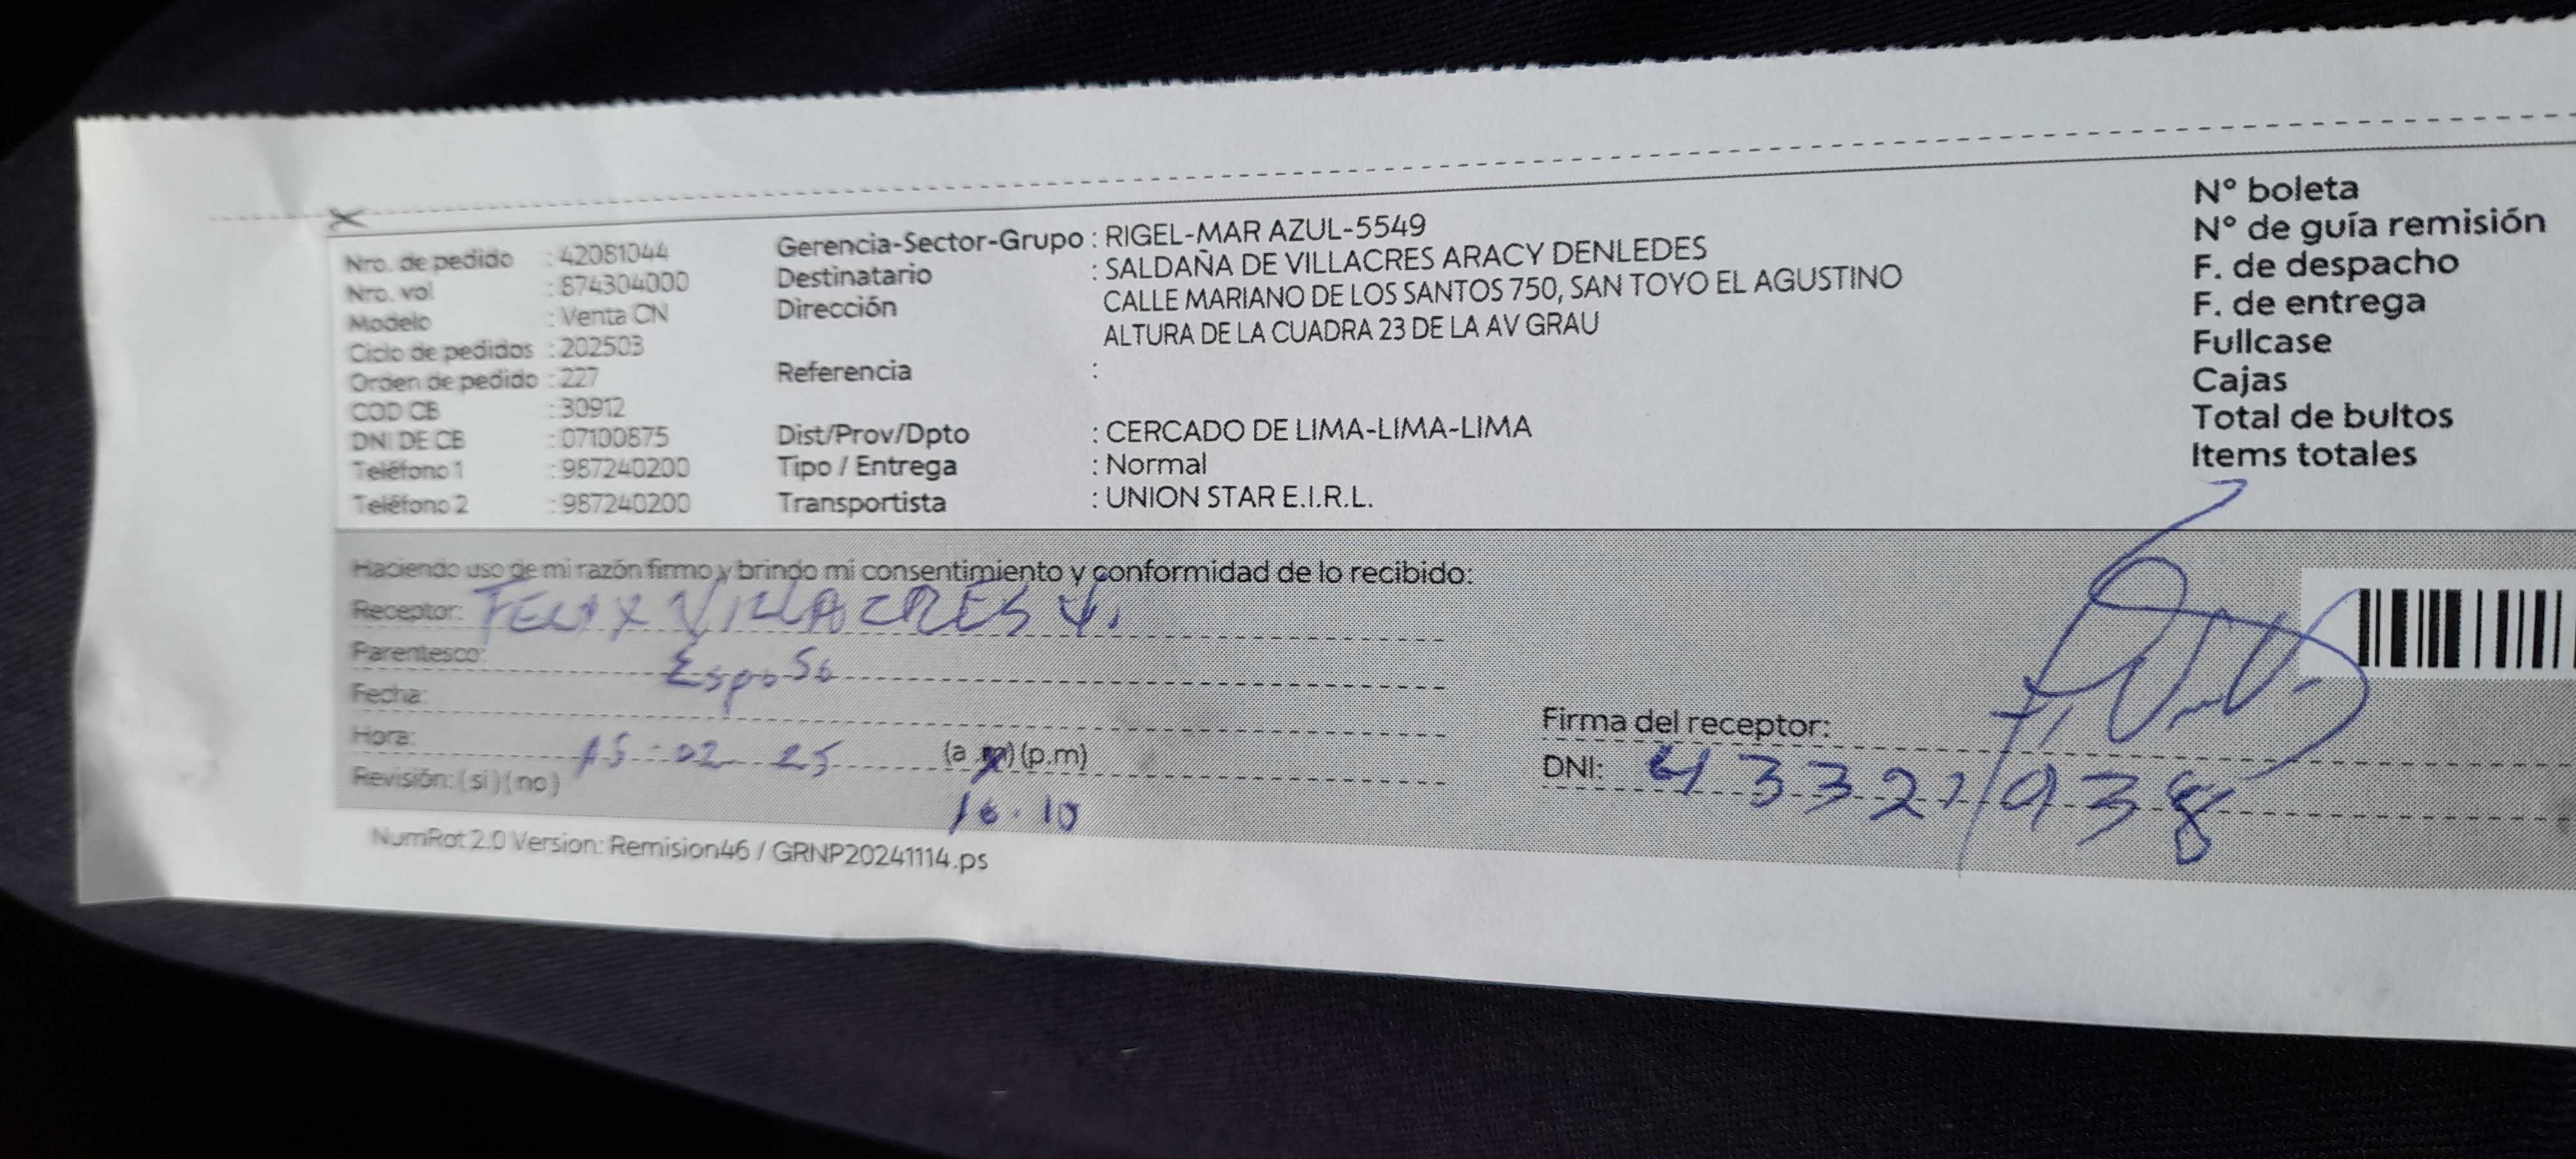 Nro. de pedido : 42081044
Nro. vol : 874304000
Modelo : Venta CN
Ciclo de pedidos : 202503
Orden de pedido : 227
COD CB : 30912
DNI DE CB : 07100875
Teléfono 1 : 987240200
Teléfono 2 : 987240200
Gerencia-Sector-Grupo : RIGEL-MAR AZUL-5549
Destinatario : SALDAÑA DE VILLACRES ARACY DENLEDES
Dirección CALLE MARIANO DE LOS SANTOS 750, SAN TOYO EL AGUSTINO
ALTURA DE LA CUADRA 23 DE LA AV GRAU
Referencia :
Dist/Prov/Dpto : CERCADO DE LIMA-LIMA-LIMA
Tipo / Entrega : Normal
Transportista : UNION STAR E.I.R.L.
N° boleta
N° de guía remisión
F. de despacho
F. de entrega
Fullcase
Cajas
Total de bultos
Items totales
Haciendo uso de mi razón firmo y brindo mi consentimiento y conformidad de lo recibido:
Receptor: FELIX VILLACRES
Parentesco: Esposo
Fecha:
Hora: 15-02-25 (a.m) (p.m)
Revisión: (si) (no) 16.10
Firma del receptor:
DNI: 43321938
NumRot 2.0 Version: Remision46 / GRNP20241114.ps